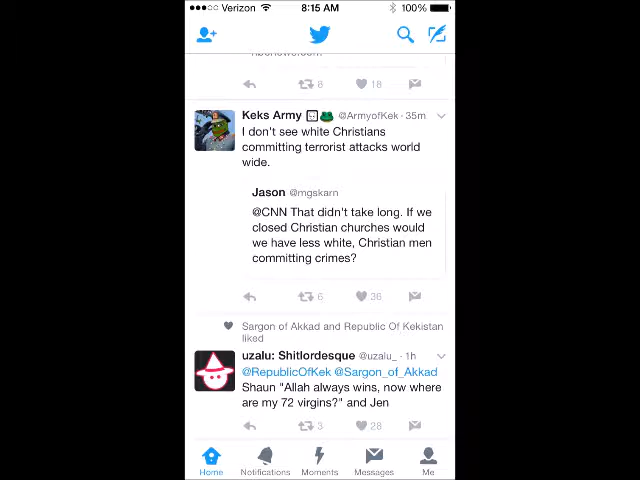 Verizon 8:15 AM 100%
8 18
Keks Army @ArmyofKek · 35m
I don't see white Christians
committing terrorist attacks world
wide.
Jason @mgskarn
@CNN That didn't take long. If we
closed Christian churches would
we have less white, Christian men
committing crimes?
6 36
Sargon of Akkad and Republic Of Kekistan
liked
uzalu: Shitlordesque @uzalu_ · 1h
@RepublicOfKek @Sargon_of_Akkad
Shaun "Allah always wins, now where
are my 72 virgins?" and Jen
3 28
Home Notifications Moments Messages Me